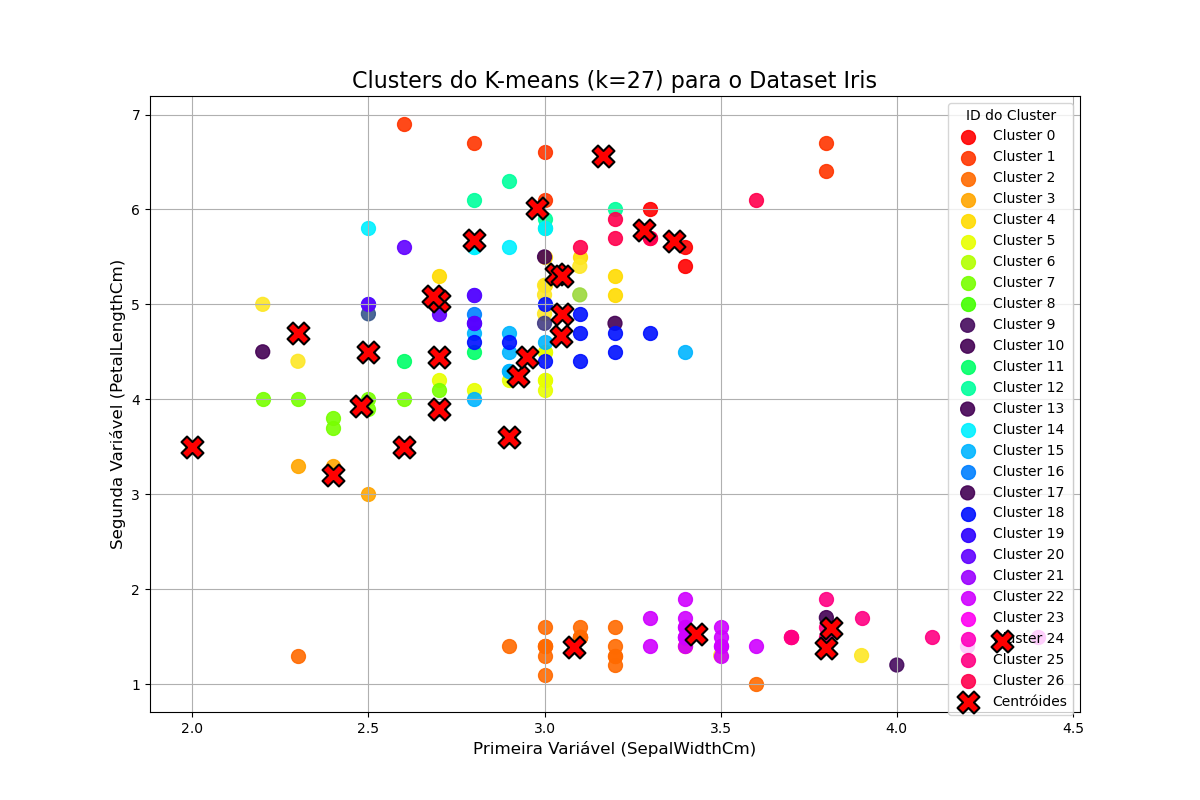 Clusters do K-means (k=27) para o Dataset Iris
Segunda Variável (PetalLengthCm)
7
6
5
4
3
2
1
2.0
2.5
3.0
3.5
4.0
4.5
Primeira Variável (SepalWidthCm)
ID do Cluster
Cluster 0
Cluster 1
Cluster 2
Cluster 3
Cluster 4
Cluster 5
Cluster 6
Cluster 7
Cluster 8
Cluster 9
Cluster 10
Cluster 11
Cluster 12
Cluster 13
Cluster 14
Cluster 15
Cluster 16
Cluster 17
Cluster 18
Cluster 19
Cluster 20
Cluster 21
Cluster 22
Cluster 23
Cluster 24
Cluster 25
Cluster 26
Centróides